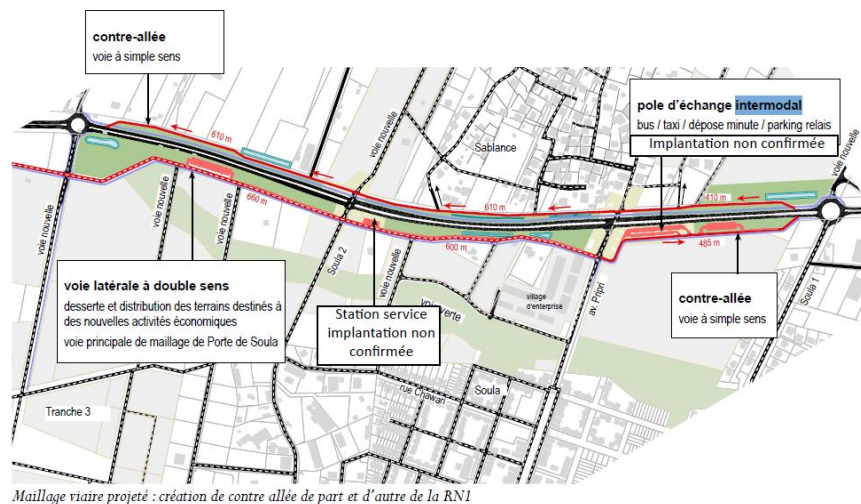 contre-allée
voie à simple sens
pole d'échange intermodal
bus / taxi / dépose minute / parking relais
Implantation non confirmée
610 m
voie nouvelle
Sablance
voie nouvelle
610 m
410 m
660 m
voie nouvelle
voie nouvelle
voie nouvelle
Soula 2
voie nouvelle
600 m
485 m
Soula 1
voie latérale à double sens
desserte et distribution des terrains destinés à
des nouvelles activités économiques
voie principale de maillage de Porte de Soula
Station service
implantation non
confirmée
village
d'entreprise
av. Pripri
contre-allée
voie à simple sens
Tranche 3
rue Chawari
Soula
Maillage viaire projeté : création de contre allée de part et d'autre de la RN1